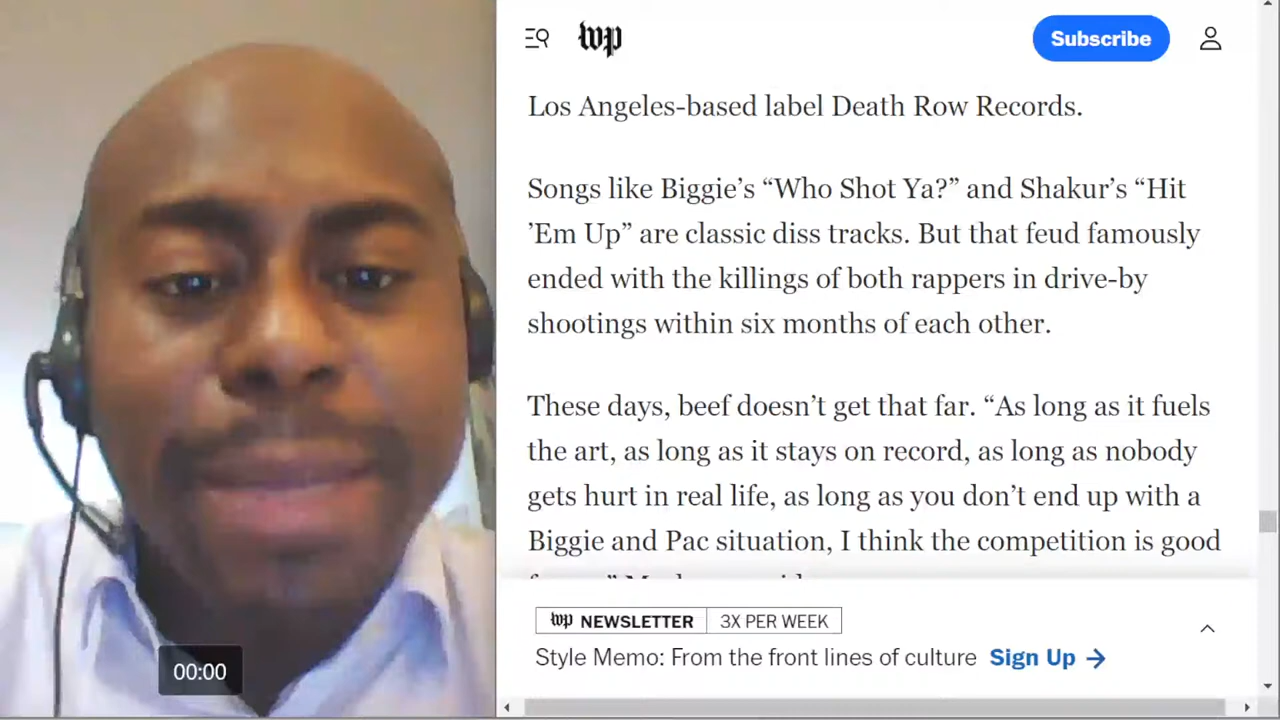 wp
Subscribe
Los Angeles-based label Death Row Records.
Songs like Biggie’s “Who Shot Ya?” and Shakur’s “Hit
’Em Up” are classic diss tracks. But that feud famously
ended with the killings of both rappers in drive-by
shootings within six months of each other.
These days, beef doesn’t get that far. “As long as it fuels
the art, as long as it stays on record, as long as nobody
gets hurt in real life, as long as you don’t end up with a
Biggie and Pac situation, I think the competition is good
wp NEWSLETTER 3X PER WEEK
Style Memo: From the front lines of culture Sign Up →
00:00